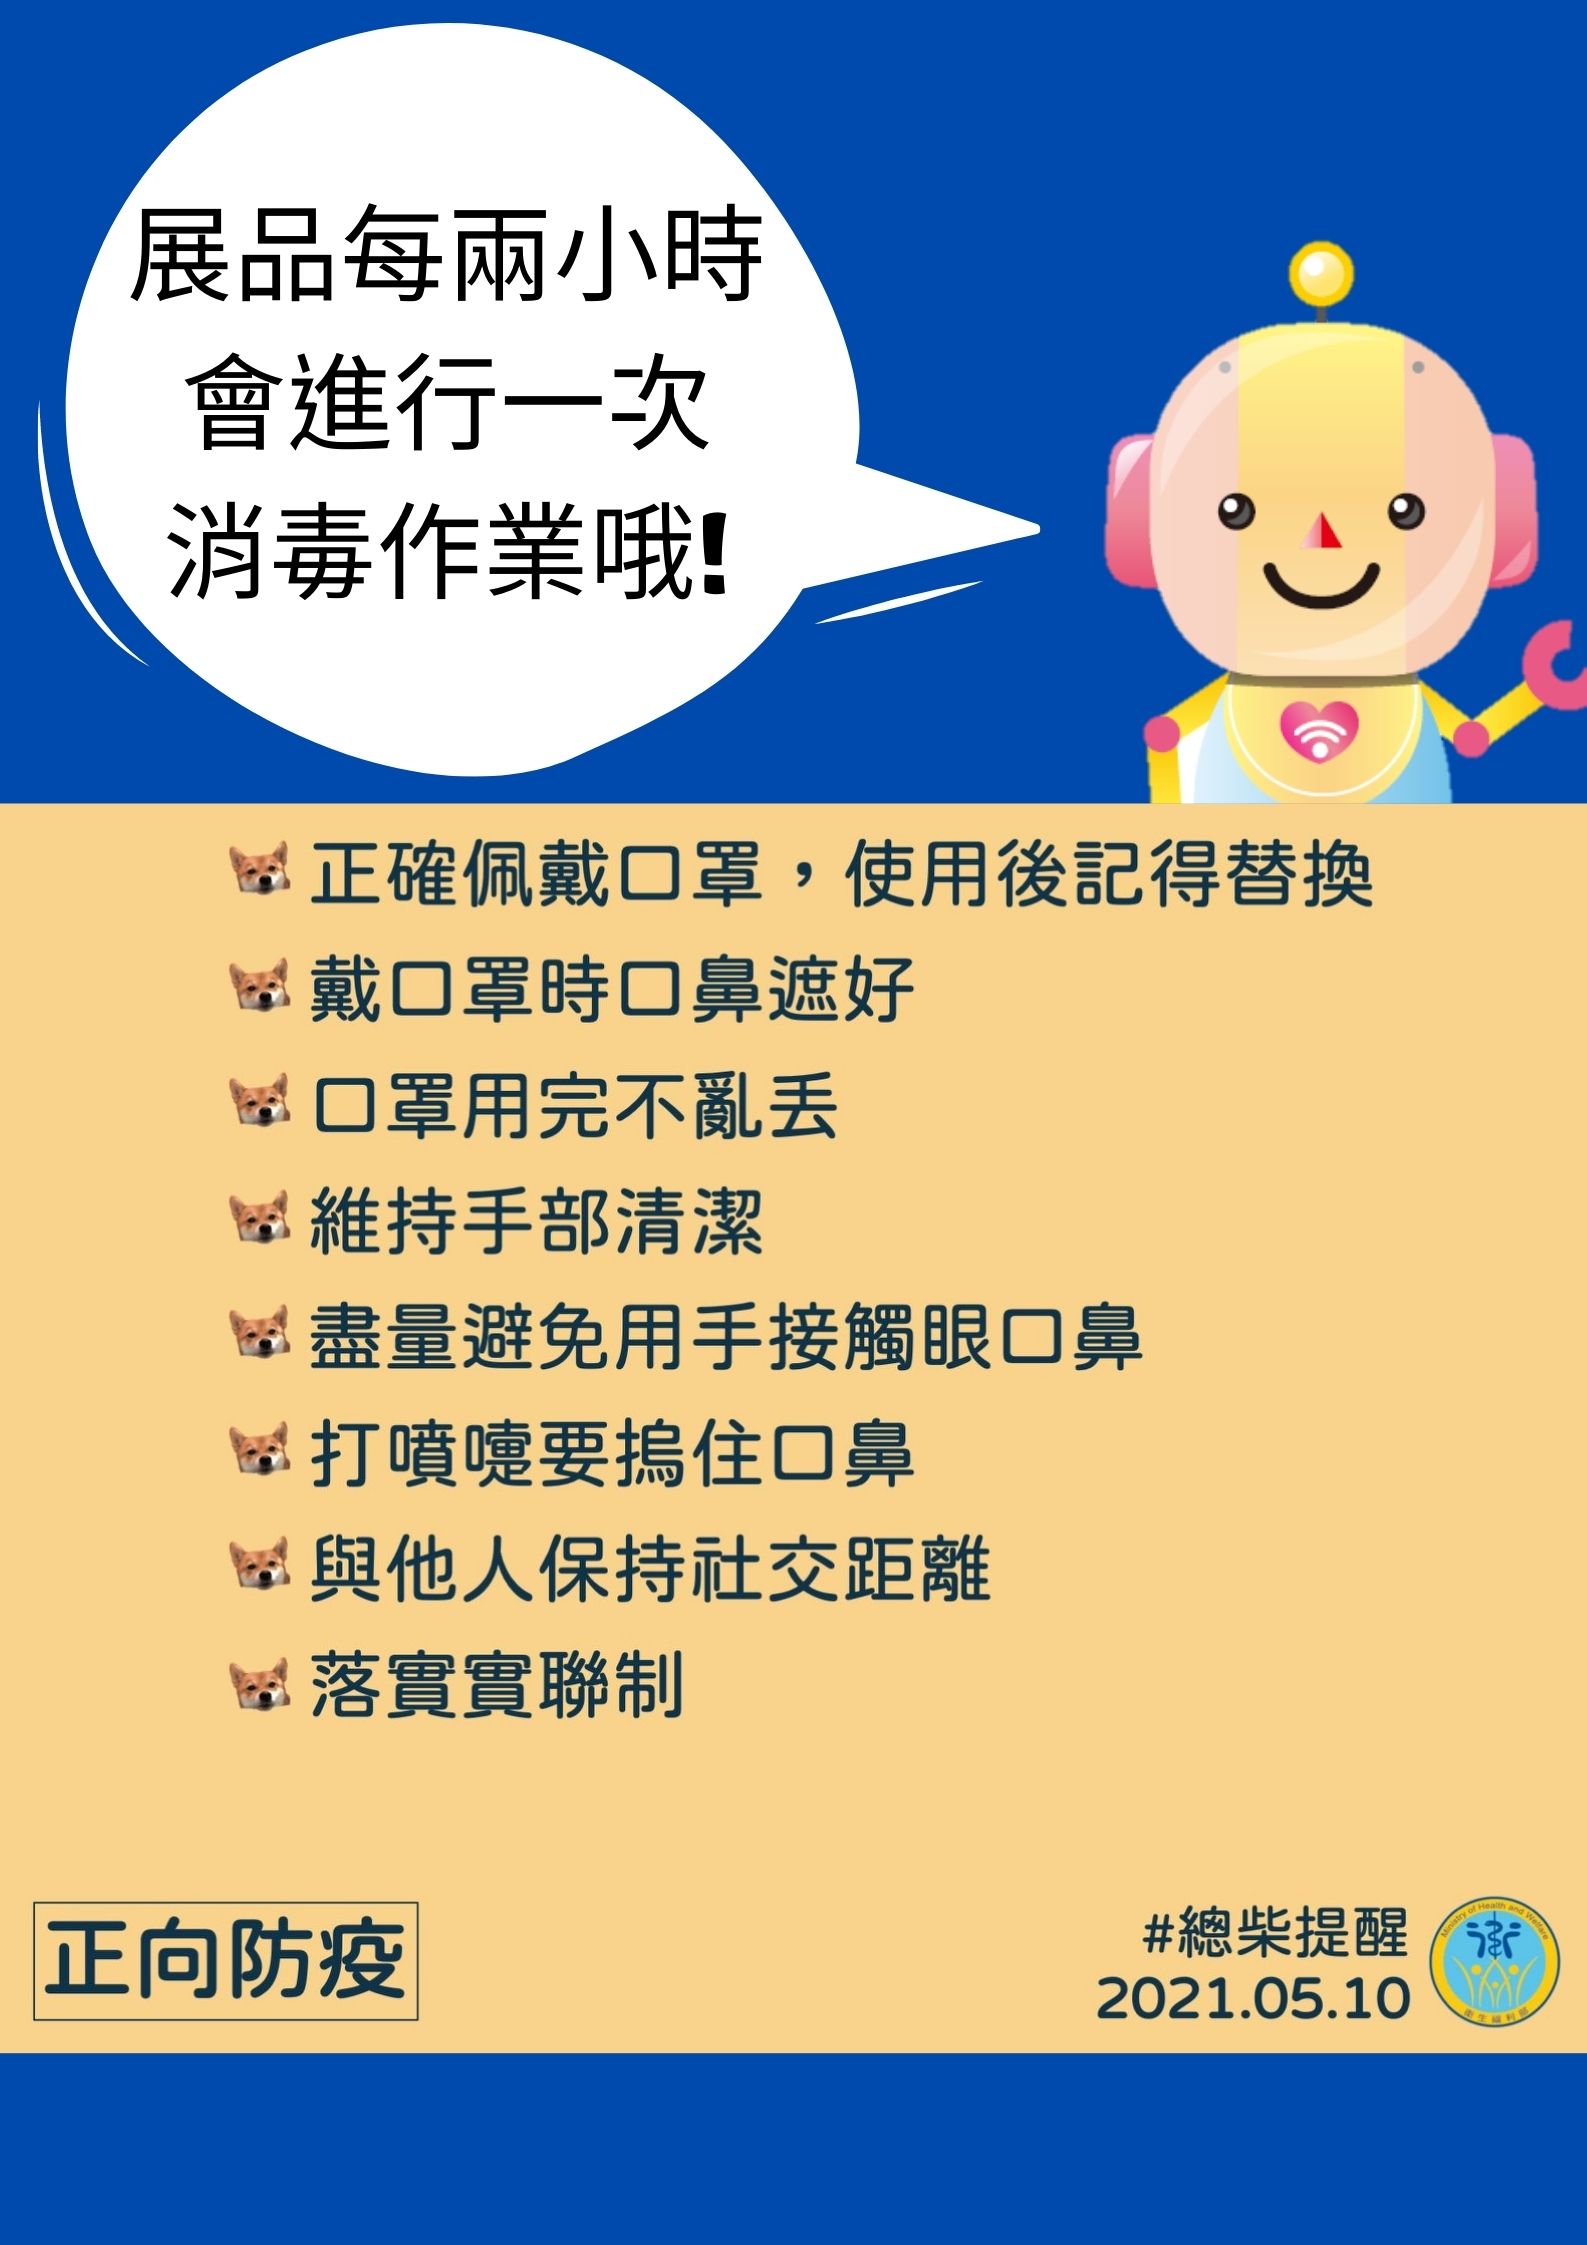 展品每兩小時
會進行一次
消毒作業哦!
正確佩戴口罩，使用後記得替換
戴口罩時口鼻遮好
口罩用完不亂丟
維持手部清潔
盡量避免用手接觸眼口鼻
打噴嚏要摀住口鼻
與他人保持社交距離
落實實聯制
正向防疫
#總柴提醒
2021.05.10
Ministry of Health and Welfare
衛生福利部